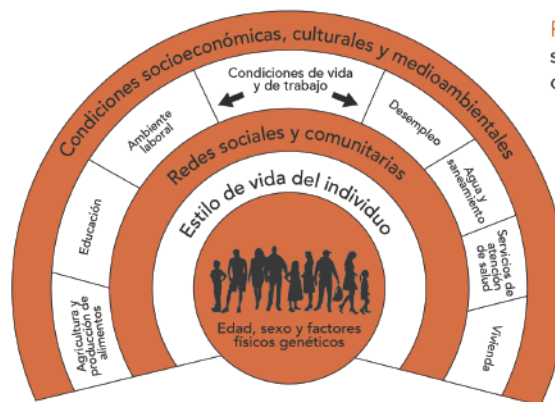 Condiciones socioeconómicas, culturales y medioambientales
Condiciones de vida
y de trabajo
Ambiente
laboral
Desempleo
Educación
Agua y
saneamiento
Agricultura y
producción de
alimentos
Servicios de
atención
de salud
Vivienda
Redes sociales y comunitarias
Estilo de vida del individuo
Edad, sexo y factores
físicos genéticos